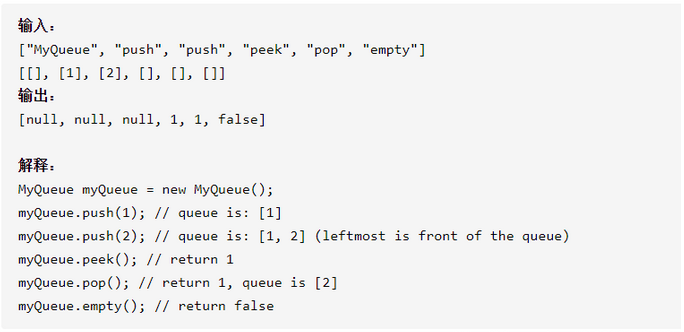 输入：
["MyQueue", "push", "push", "peek", "pop", "empty"]
[[], [1], [2], [], [], []]
输出：
[null, null, null, 1, 1, false]
解释：
MyQueue myQueue = new MyQueue();
myQueue.push(1); // queue is: [1]
myQueue.push(2); // queue is: [1, 2] (leftmost is front of the queue)
myQueue.peek(); // return 1
myQueue.pop(); // return 1, queue is [2]
myQueue.empty(); // return false